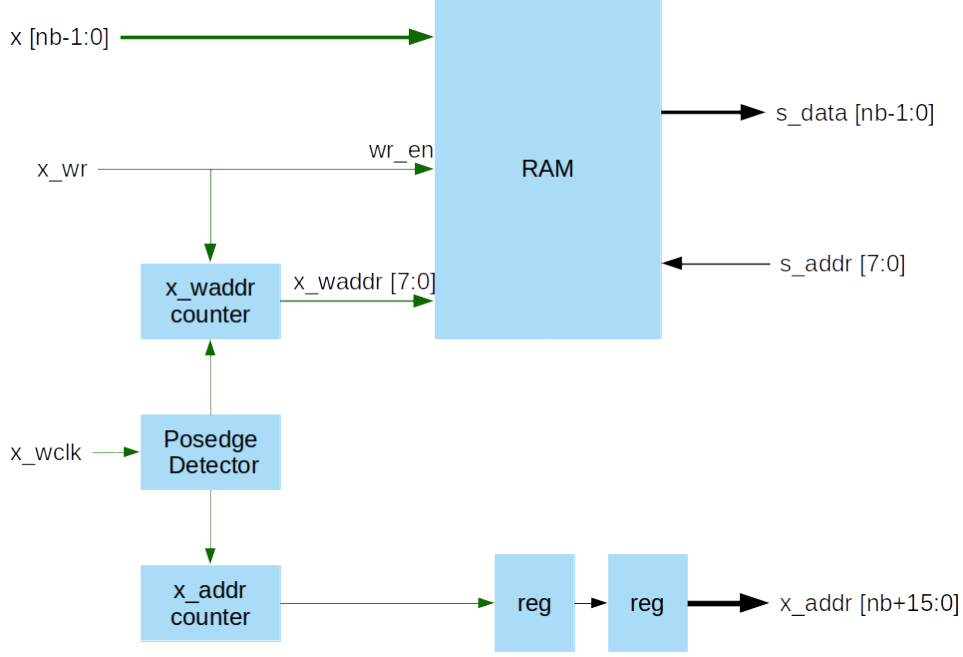 x [nb-1:0]
s_data [nb-1:0]
wr_en
x_wr
RAM
s_addr [7:0]
x_waddr
counter
x_waddr [7:0]
Posedge
Detector
x_wclk
x_addr
counter
reg
reg
x_addr [nb+15:0]